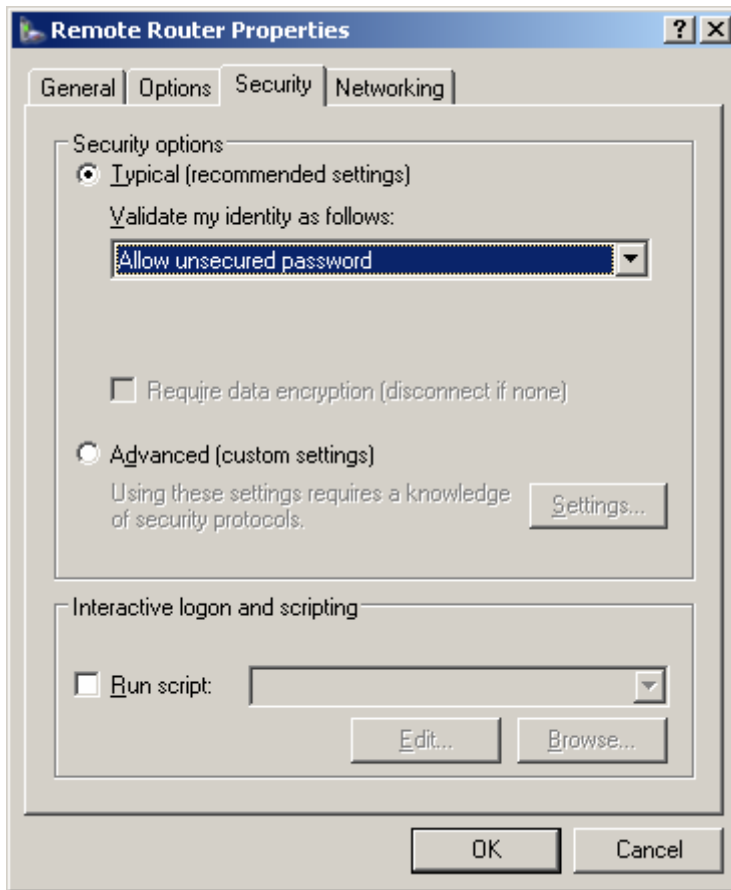 Remote Router Properties
General Options Security Networking
Security options
Typical (recommended settings)
Validate my identity as follows:
Allow unsecured password
Require data encryption (disconnect if none)
Advanced (custom settings)
Using these settings requires a knowledge
of security protocols.
Settings...
Interactive logon and scripting
Run script:
Edit... Browse...
OK Cancel